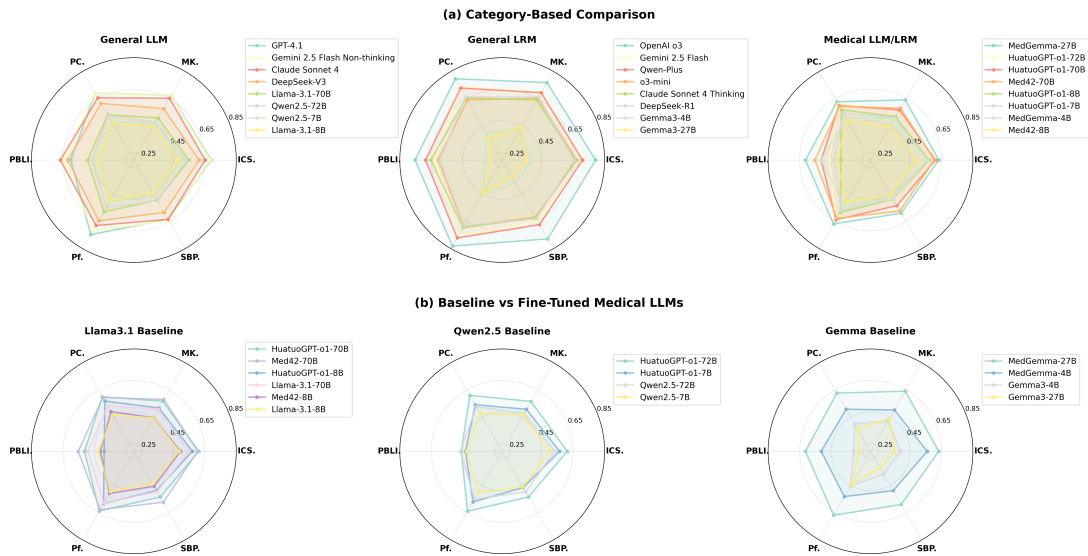 (a) Category-Based Comparison
General LLM
PC.
MK.
PBLI.
ICS.
Pf.
SBP.
0.25
0.45
0.65
0.85
GPT-4.1
Gemini 2.5 Flash Non-thinking
Claude Sonnet 4
DeepSeek-V3
Llama-3.1-70B
Qwen2.5-72B
Qwen2.5-7B
Llama-3.1-8B
General LRM
PC.
MK.
PBLI.
ICS.
Pf.
SBP.
0.25
0.45
0.65
0.85
OpenAI o3
Gemini 2.5 Flash
Qwen-Plus
o3-mini
Claude Sonnet 4 Thinking
DeepSeek-R1
Gemma3-4B
Gemma3-27B
Medical LLM/LRM
PC.
MK.
PBLI.
ICS.
Pf.
SBP.
0.25
0.45
0.65
0.85
MedGemma-27B
HuatuoGPT-o1-72B
HuatuoGPT-o1-70B
Med42-70B
HuatuoGPT-o1-8B
HuatuoGPT-o1-7B
MedGemma-4B
Med42-8B
(b) Baseline vs Fine-Tuned Medical LLMs
Llama3.1 Baseline
PC.
MK.
PBLI.
ICS.
Pf.
SBP.
0.25
0.45
0.65
0.85
HuatuoGPT-o1-70B
Med42-70B
HuatuoGPT-o1-8B
Llama-3.1-70B
Med42-8B
Llama-3.1-8B
Qwen2.5 Baseline
PC.
MK.
PBLI.
ICS.
Pf.
SBP.
0.25
0.45
0.65
0.85
HuatuoGPT-o1-72B
HuatuoGPT-o1-7B
Qwen2.5-72B
Qwen2.5-7B
Gemma Baseline
PC.
MK.
PBLI.
ICS.
Pf.
SBP.
0.25
0.45
0.65
0.85
MedGemma-27B
MedGemma-4B
Gemma3-4B
Gemma3-27B